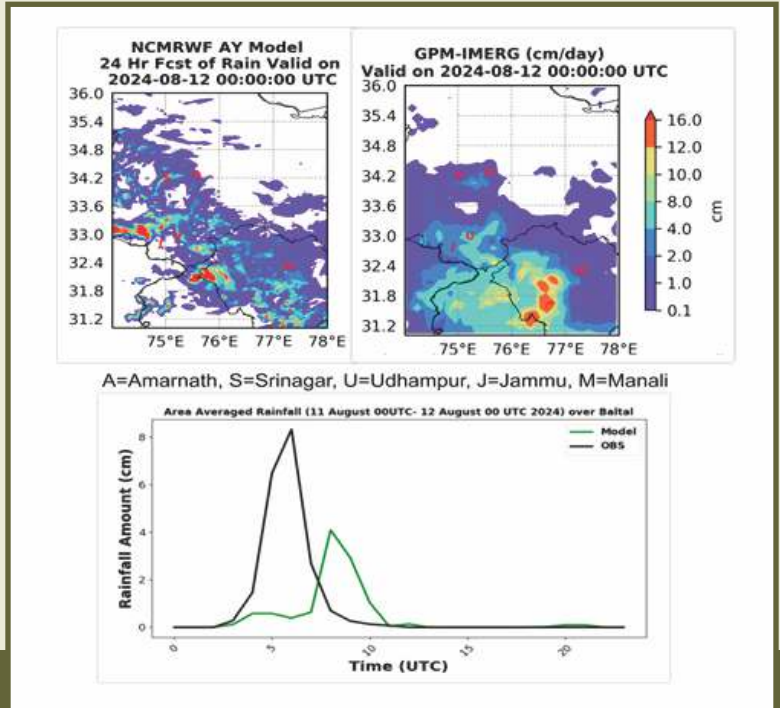 NCMRWF AY Model
24 Hr Fcst of Rain Valid on
2024-08-12 00:00:00 UTC
36.0
35.4
34.8
34.2
33.6
33.0
32.4
31.8
31.2
75°E 76°E 77°E 78°E
GPM-IMERG (cm/day)
Valid on 2024-08-12 00:00:00 UTC
36.0
35.4
34.8
34.2
33.6
33.0
32.4
31.8
31.2
75°E 76°E 77°E 78°E
16.0
12.0
10.0
8.0
4.0
2.0
1.0
0.1
cm
A=Amarnath, S=Srinagar, U=Udhampur, J=Jammu, M=Manali
Area Averaged Rainfall (11 August 00UTC- 12 August 00 UTC 2024) over Baltal
Model
OBS
Rainfall Amount (cm)
8
6
4
2
0
0 5 10 15 20
Time (UTC)